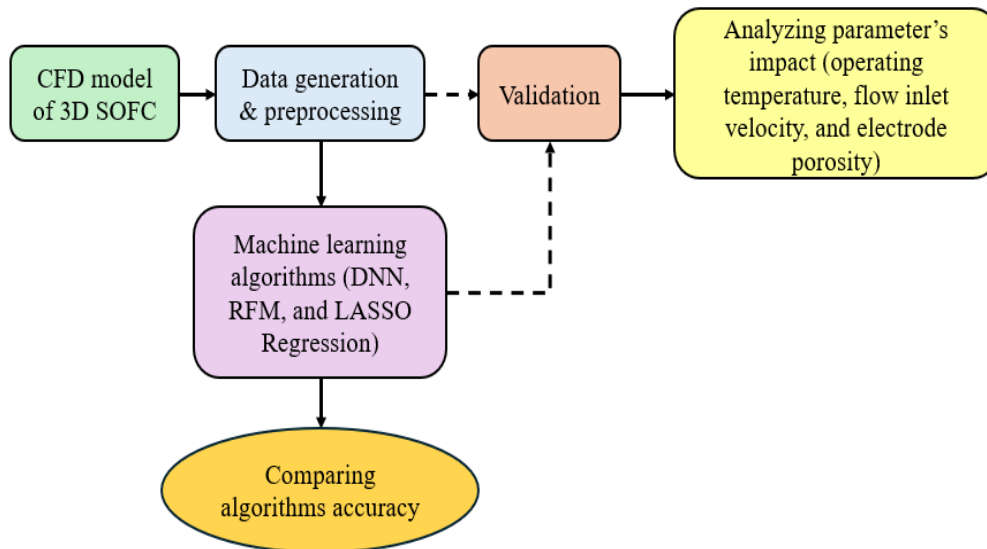 CFD model
of 3D SOFC
Data generation
& preprocessing
Validation
Analyzing parameter’s
impact (operating
temperature, flow inlet
velocity, and electrode
porosity)
Machine learning
algorithms (DNN,
RFM, and LASSO
Regression)
Comparing
algorithms accuracy